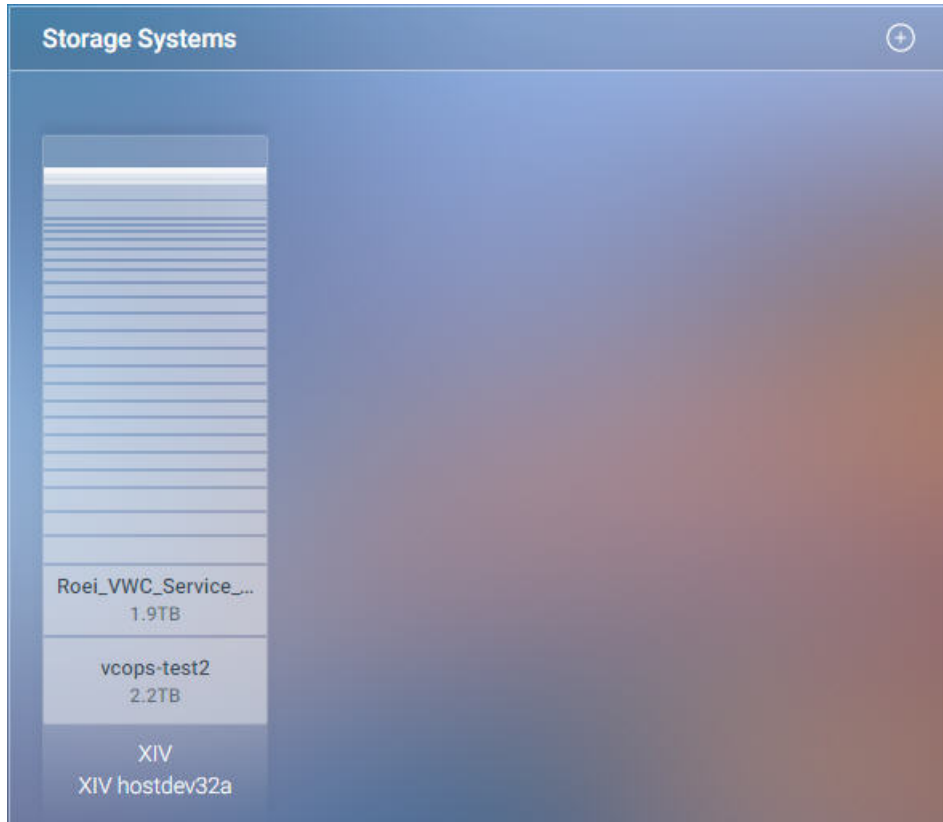 Storage Systems
Roei_VWC_Service_...
1.9TB
vcops-test2
2.2TB
XIV
XIV hostdev32a